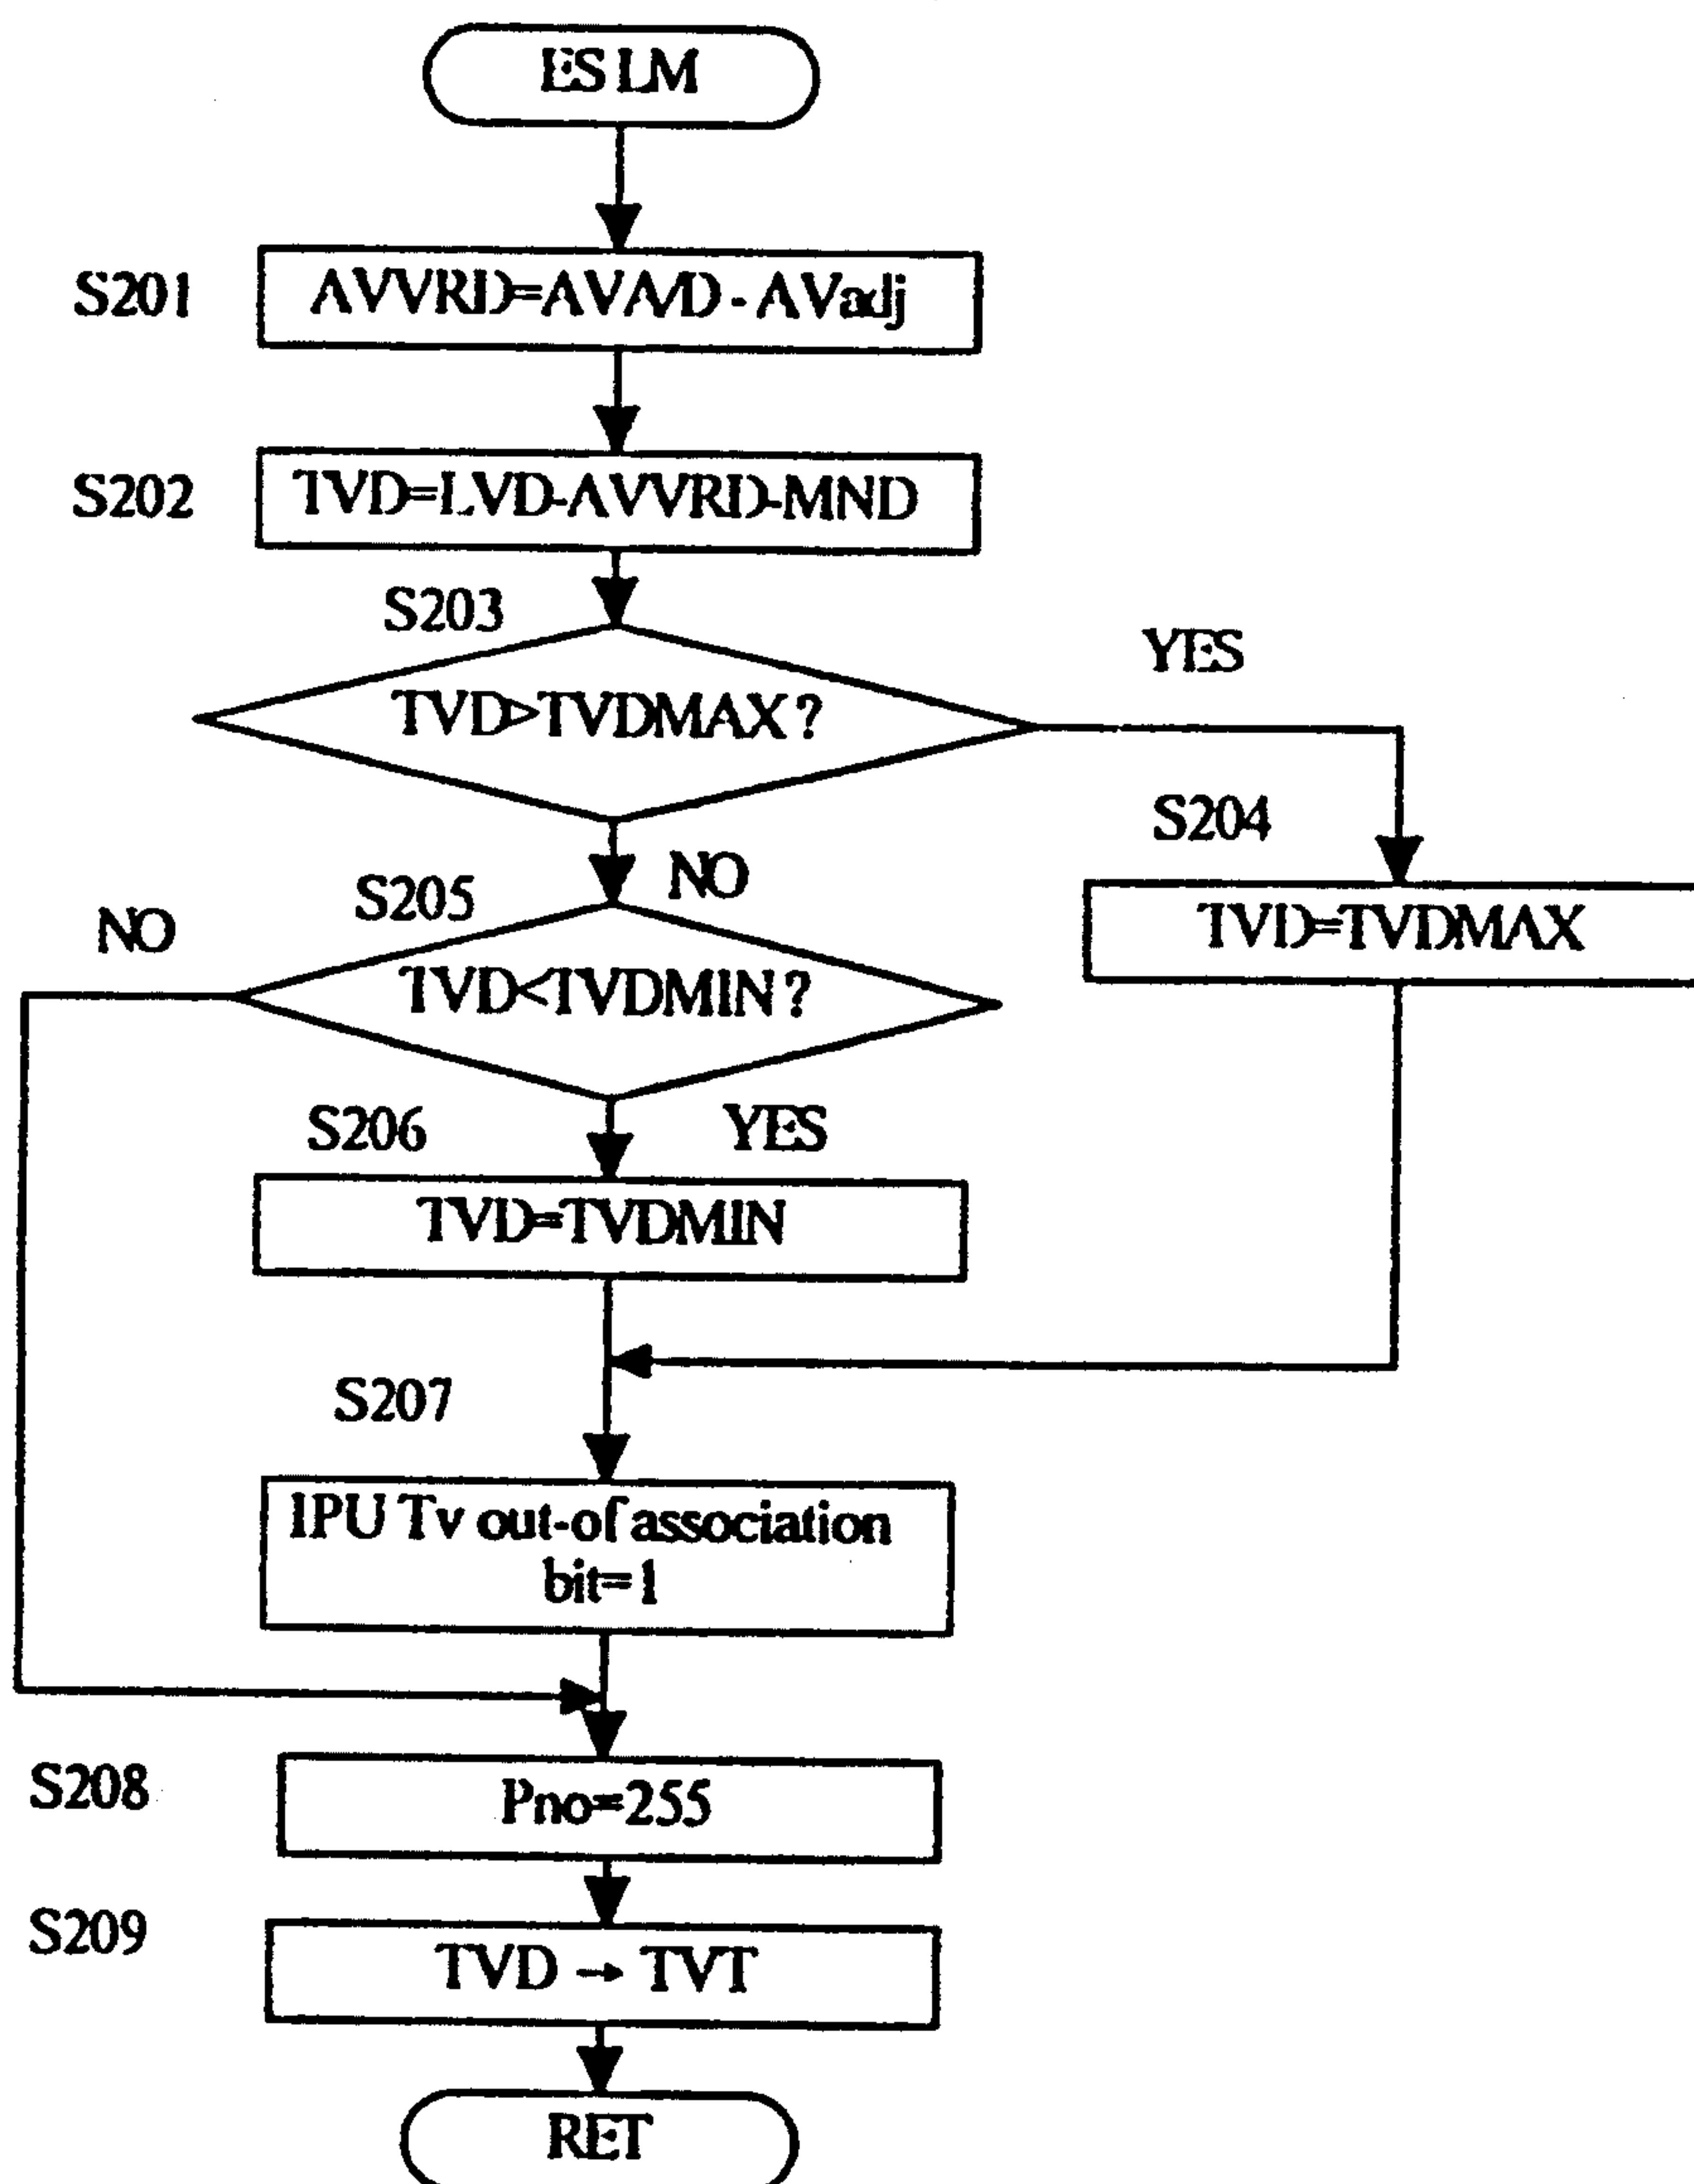 ESLM
S201
AVVRD=AVAVD - AVadj
S202
TVD=LVD-AVVRD-MND
S203
YES
TVD>TVDMAX?
S204
NO
S205
NO
TVD=TVDMAX
TVD<TVDMIN?
S206
YES
TVD=TVDMIN
S207
IPU Tv out-of association
bit=1
S208
Pno=255
S209
TVD → TVT
RET